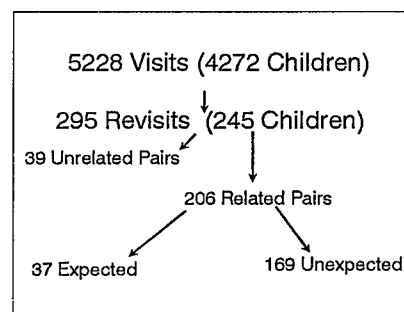 5228 Visits (4272 Children)
295 Revisits (245 Children)
39 Unrelated Pairs
206 Related Pairs
37 Expected
169 Unexpected